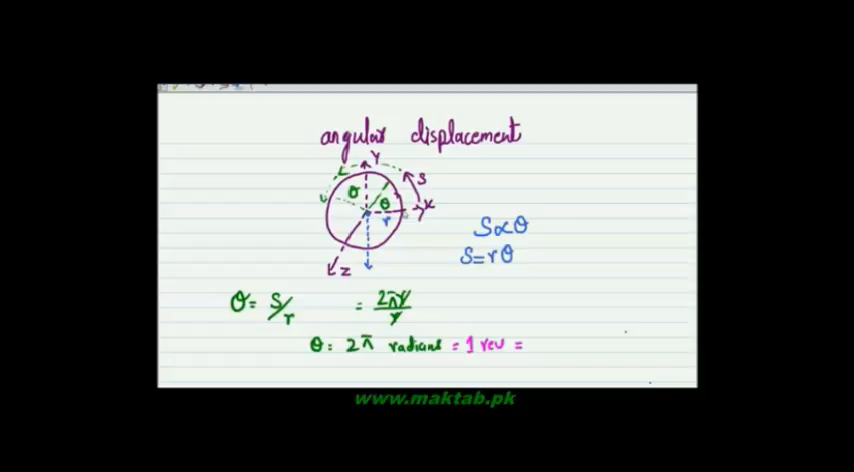 angular displacement
Y
S
θ θ
r X
Z
S∝θ
S=rθ
θ= S/r = 2πr/r
θ= 2π radians = 1 rev =
www.maktab.pk